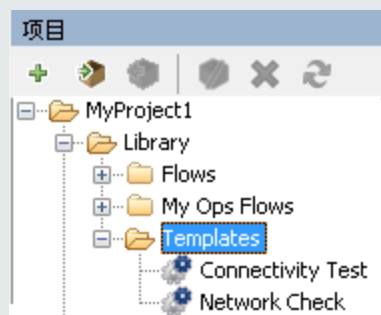 项目
MyProject1
Library
Flows
My Ops Flows
Templates
Connectivity Test
Network Check